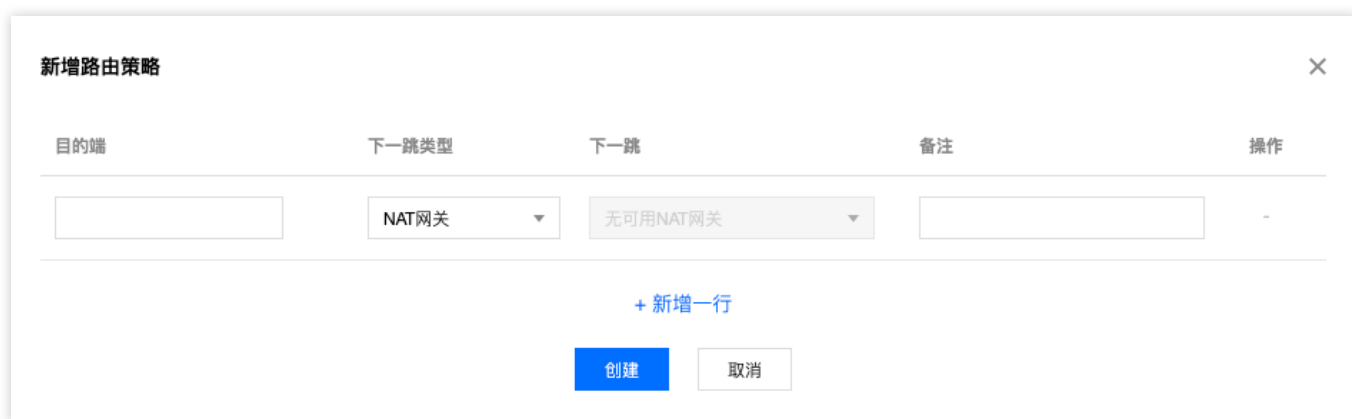 新增路由策略
目的端 下一跳类型 下一跳 备注 操作
NAT网关 无可用NAT网关 -
+ 新增一行
创建 取消